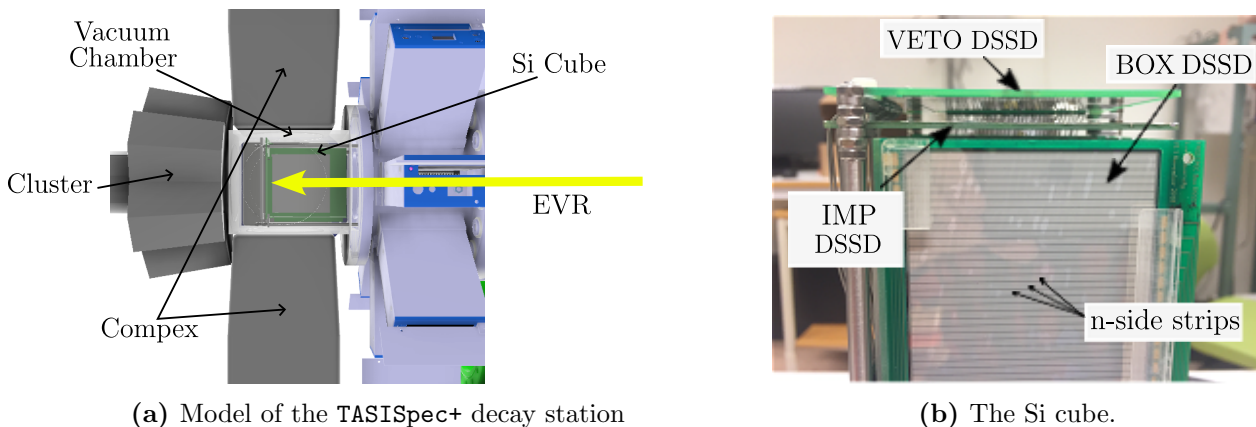 Vacuum
Chamber
Si Cube
Cluster
EVR
Compex
(a) Model of the TASISpec+ decay station
VETO DSSD
BOX DSSD
IMP
DSSD
n-side strips
(b) The Si cube.